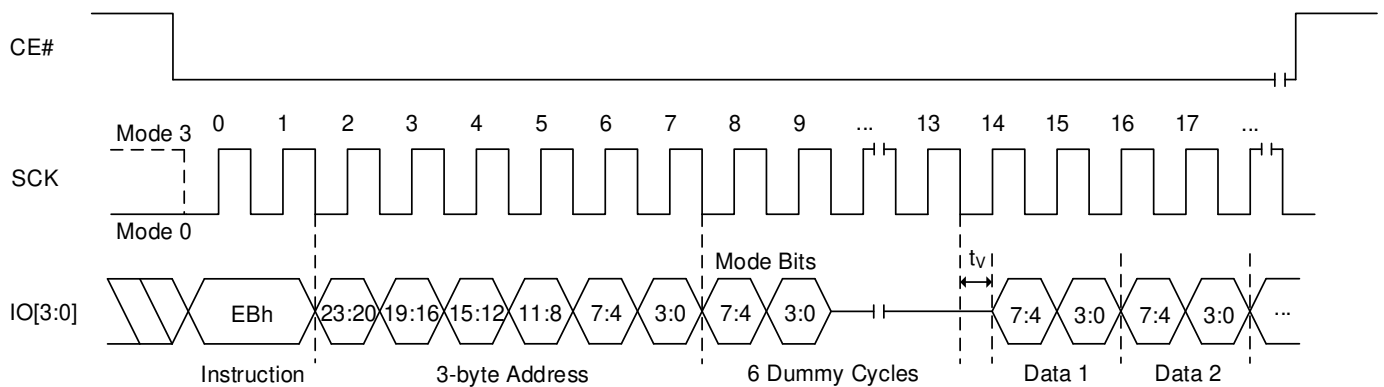 CE#
Mode 3 0 1 2 3 4 5 6 7 8 9 ... 13 14 15 16 17 ...
SCK
Mode 0
Mode Bits tV
IO[3:0] EBh 23:20 19:16 15:12 11:8 7:4 3:0 7:4 3:0 7:4 3:0 7:4 3:0 ...
Instruction 3-byte Address 6 Dummy Cycles Data 1 Data 2